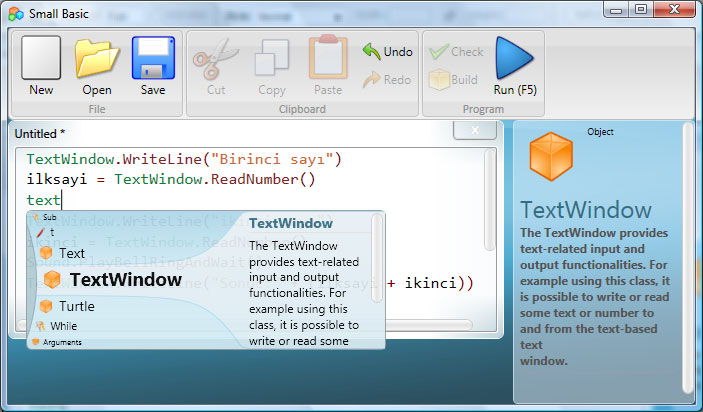 Small Basic
New
Open
Save
Cut
Copy
Paste
Undo
Redo
Check
Build
Run (F5)
File
Clipboard
Program
Untitled *
x
TextWindow.WriteLine("Birinci sayı")
ilksayi = TextWindow.ReadNumber()
text
Sub
t
Text
TextWindow
Turtle
While
Arguments
TextWindow
The TextWindow
provides text-related
input and output
functionalities. For
example using this
class, it is possible to
write or read some
+ ikinci))
Object
TextWindow
The TextWindow provides
text-related input and
output functionalities. For
example using this class, it
is possible to write or read
some text or number to
and from the text-based
text
window.